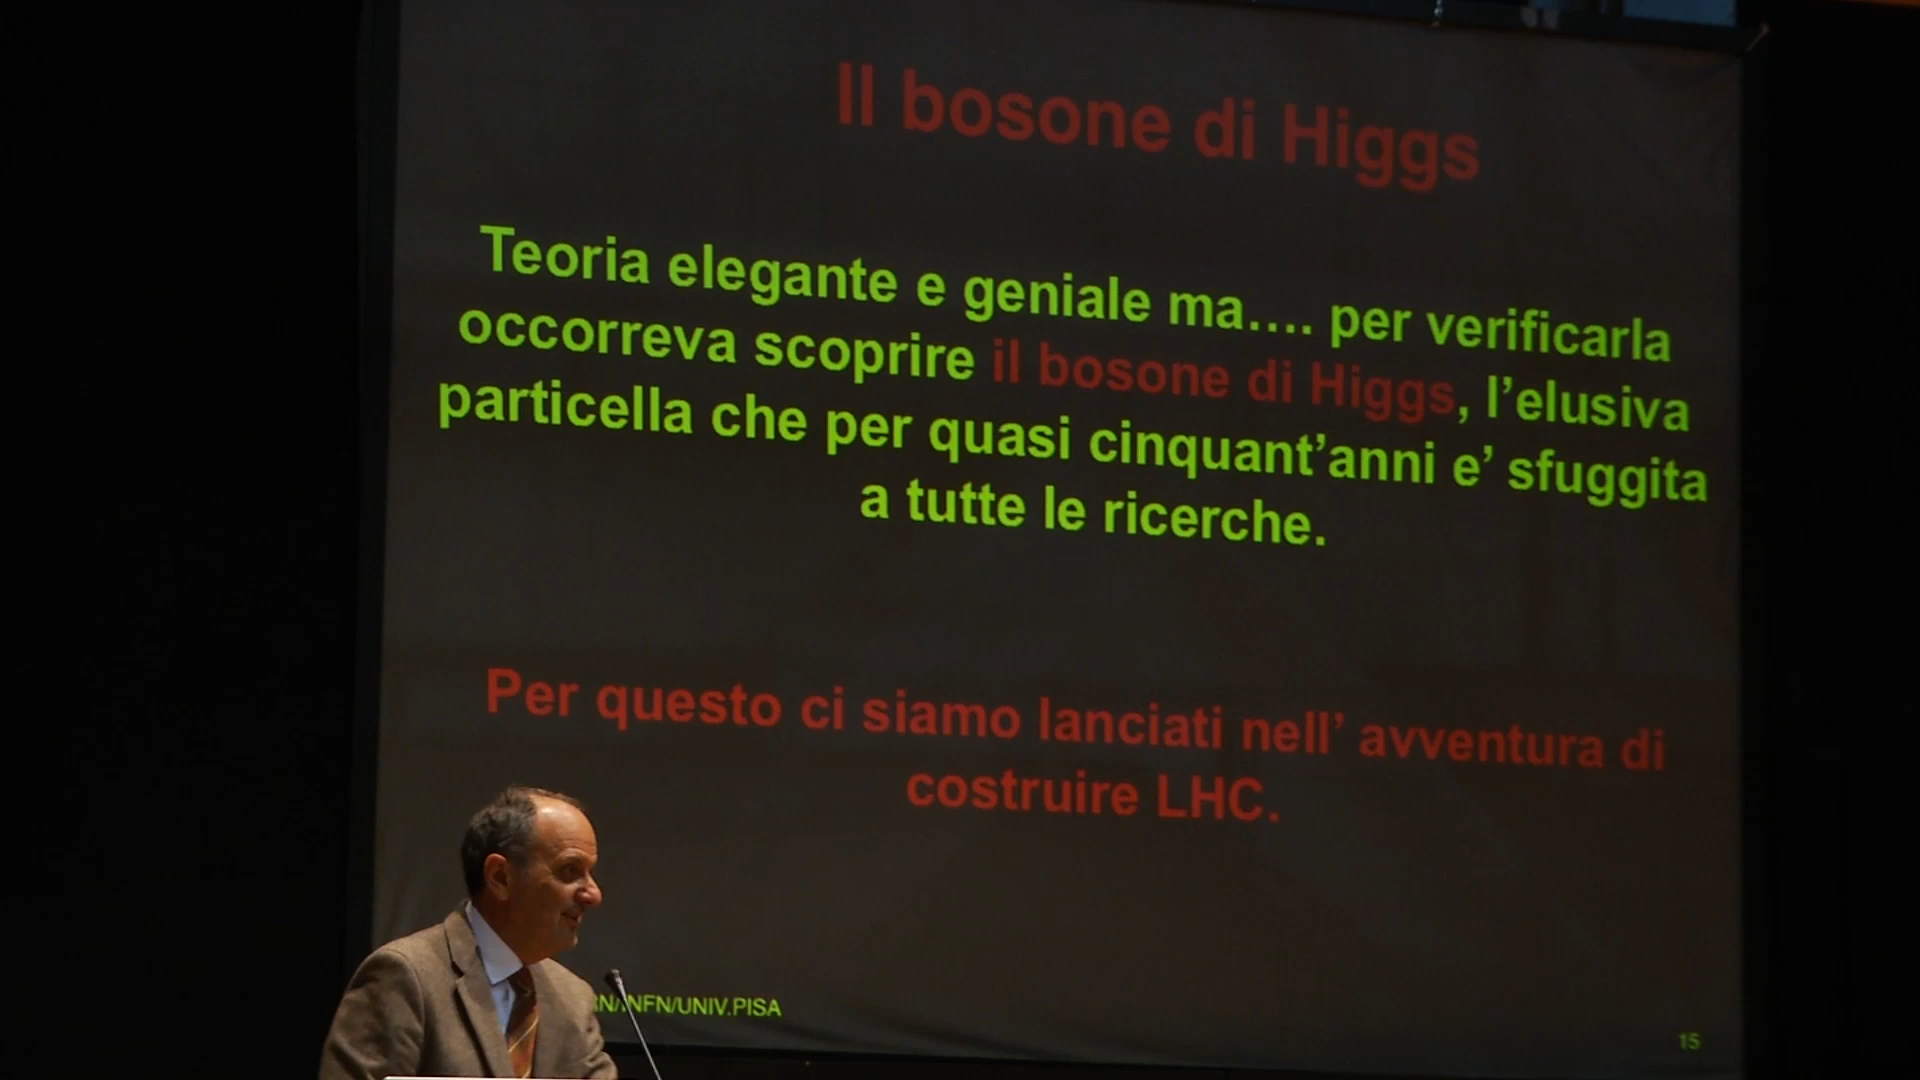 Il bosone di Higgs
Teoria elegante e geniale ma.... per verificarla
occorreva scoprire il bosone di Higgs, l’elusiva
particella che per quasi cinquant’anni e’ sfuggita
a tutte le ricerche.
Per questo ci siamo lanciati nell’ avventura di
costruire LHC.
RN/INFN/UNIV.PISA
15